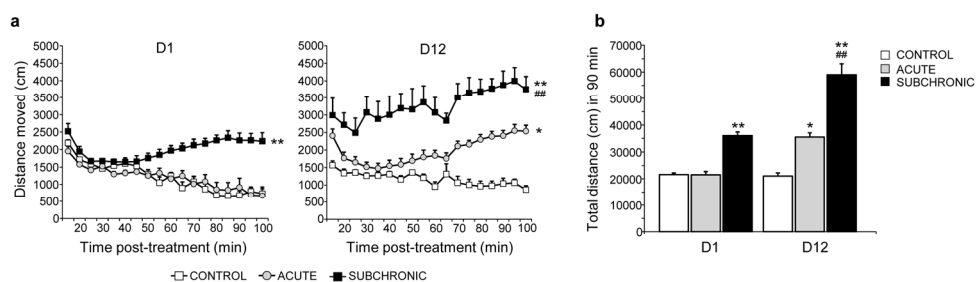 a
D1
D12
Distance moved (cm)
5000
4500
4000
3500
3000
2500
2000
1500
1000
500
0
**
20 30 40 50 60 70 80 90 100
Time post-treatment (min)
5000
4500
4000
3500
3000
2500
2000
1500
1000
500
0
**
##
*
20 30 40 50 60 70 80 90 100
Time post-treatment (min)
CONTROL ACUTE SUBCHRONIC
b
Total distance (cm) in 90 min
70000
60000
50000
40000
30000
20000
10000
0
**
*
**
##
D1 D12
CONTROL
ACUTE
SUBCHRONIC